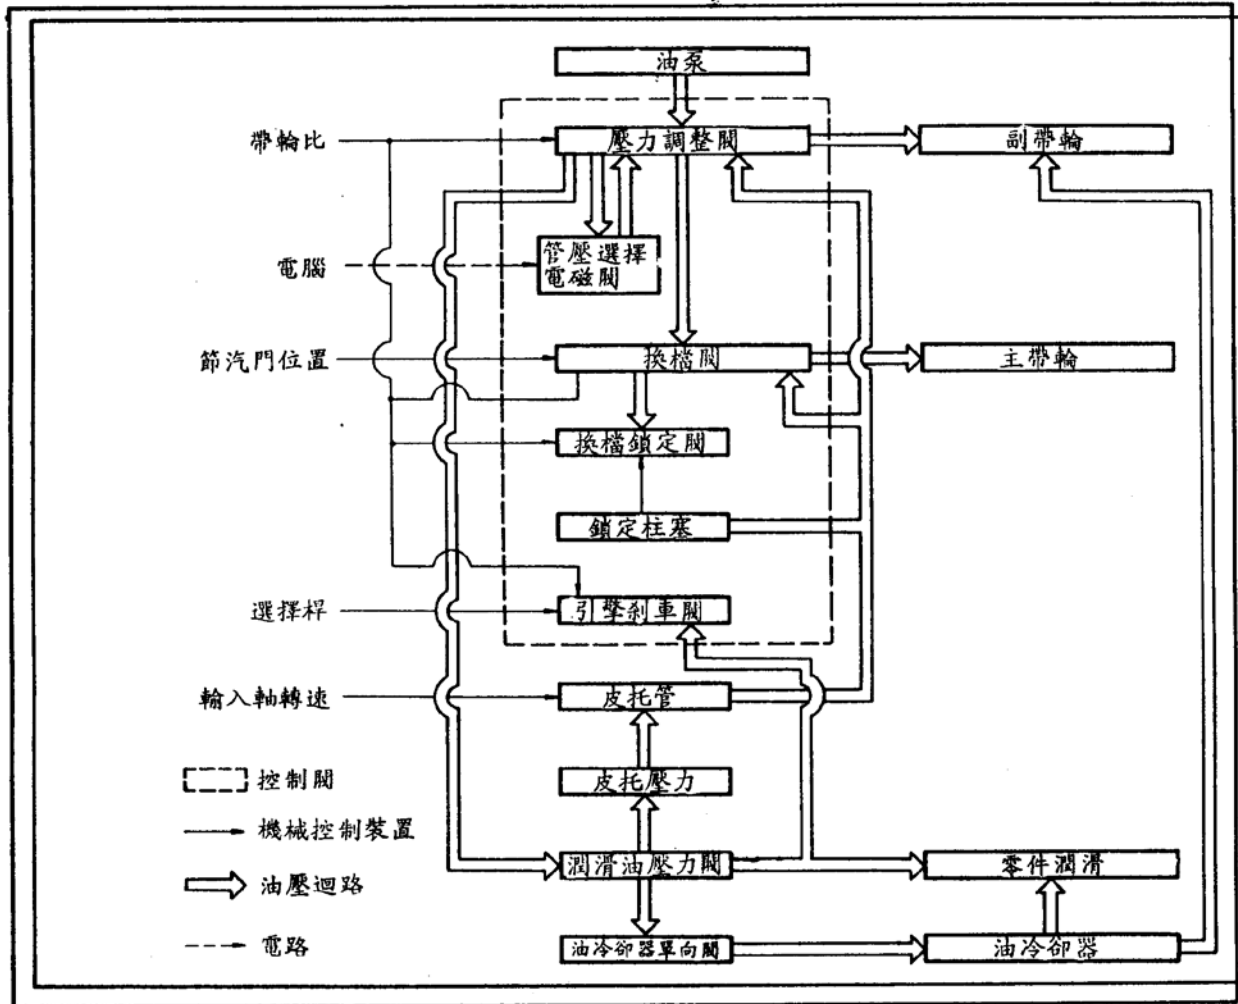 油泵
帶輪比
壓力調整閥
副帶輪
電腦
管壓選擇
電磁閥
節汽門位置
換檔閥
主帶輪
換檔鎖定閥
鎖定柱塞
選擇桿
引擎剎車閥
輸入軸轉速
皮托管
控制閥
皮托壓力
機械控制裝置
潤滑油壓力閥
零件潤滑
油壓迴路
電路
油冷卻器單向閥
油冷卻器